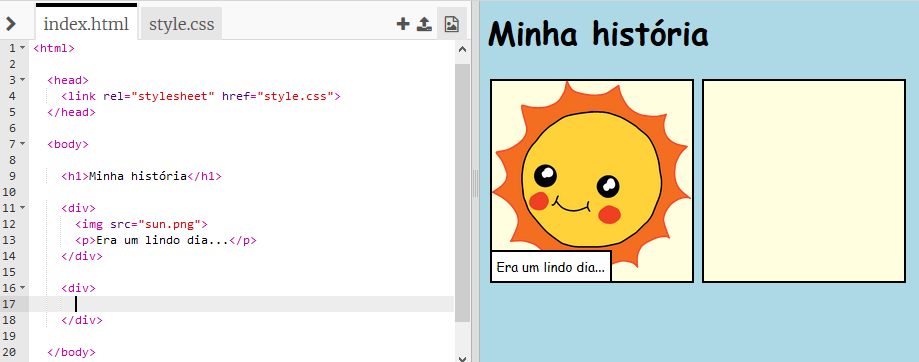 index.html
style.css
1 <html>
2
3 <head>
4 <link rel="stylesheet" href="style.css">
5 </head>
6
7 <body>
8
9 <h1>Minha história</h1>
10
11 <div>
12 <img src="sun.png">
13 <p>Era um lindo dia...</p>
14 </div>
15
16 <div>
17
18 </div>
19
20 </body>
Minha história
Era um lindo dia...